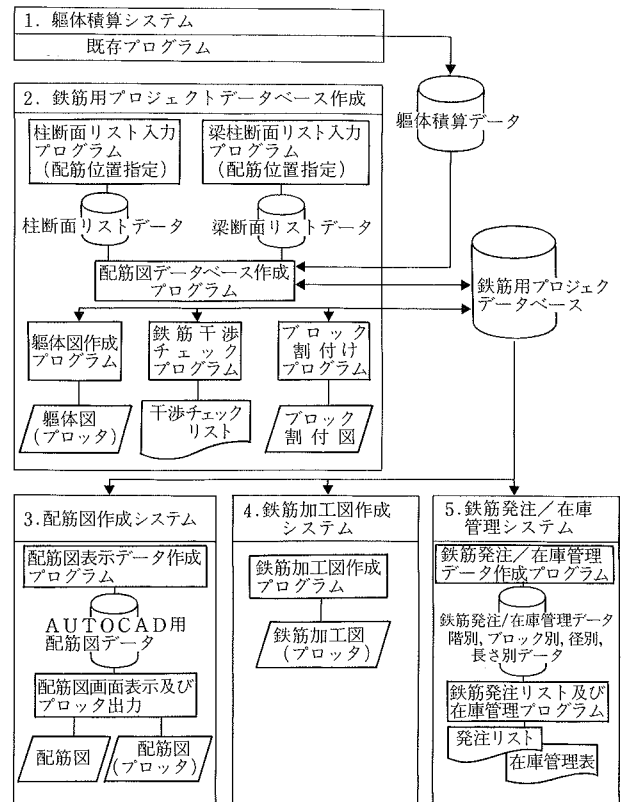 1. 躯体積算システム
既存プログラム
2. 鉄筋用プロジェクトデータベース作成
躯体積算データ
柱断面リスト入力
プログラム
(配筋位置指定)
梁柱断面リスト入力
プログラム
(配筋位置指定)
柱断面リストデータ
梁断面リストデータ
配筋図データベース作成
プログラム
鉄筋用プロジェク
データベース
躯体図作成
プログラム
鉄筋干渉
チェック
プログラム
ブロック
割付け
プログラム
躯体図
(プロッタ)
干渉チェック
リスト
ブロック
割付図
3.配筋図作成システム
配筋図表示データ作成
プログラム
AUTOCAD用
配筋図データ
配筋図画面表示及び
プロッタ出力
配筋図
配筋図
(プロッタ)
4.鉄筋加工図作成
システム
鉄筋加工図作成
プログラム
鉄筋加工図
(プロッタ)
5.鉄筋発注/在庫
管理システム
鉄筋発注/在庫管理
データ作成プログラム
鉄筋発注/在庫管理データ
階別,ブロック別,径別,
長さ別データ
鉄筋発注リスト及び
在庫管理プログラム
発注リスト
在庫管理表